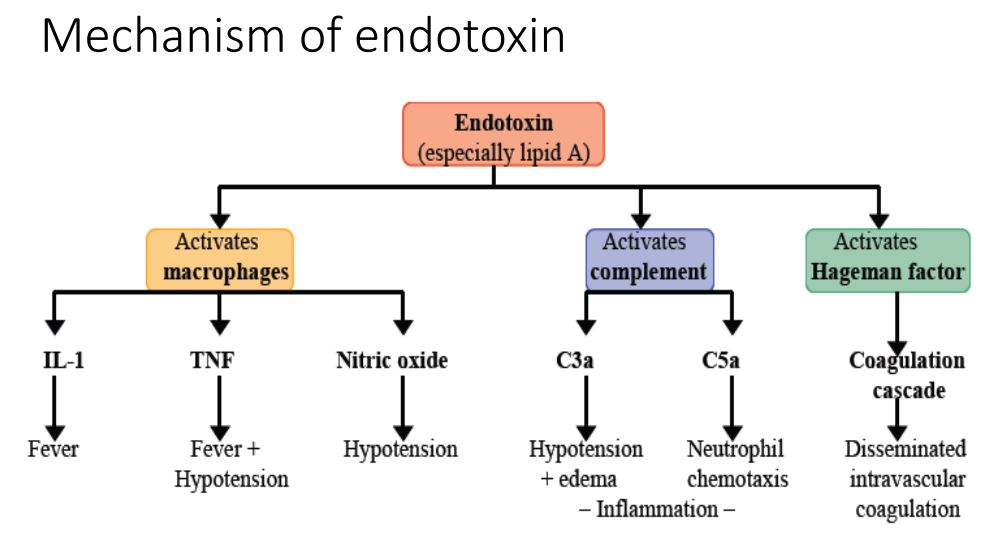 Mechanism of endotoxin
Endotoxin
(especially lipid A)
Activates
macrophages
Activates
complement
Activates
Hageman factor
IL-1
TNF
Nitric oxide
C3a
C5a
Coagulation
cascade
Fever
Fever +
Hypotension
Hypotension
Hypotension
+ edema
Neutrophil
chemotaxis
– Inflammation –
Disseminated
intravascular
coagulation